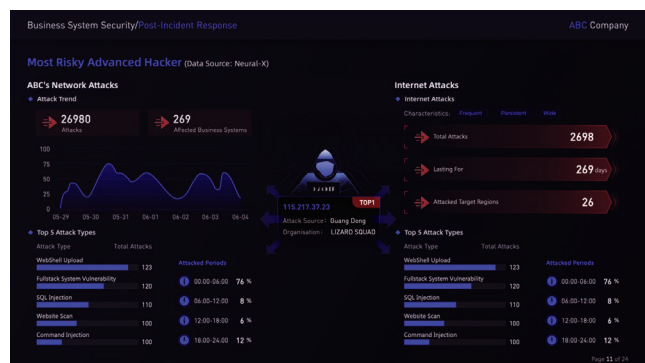 Business System Security/Post-Incident Response
ABC Company
Most Risky Advanced Hacker (Data Source: Neural-X)
ABC's Network Attacks
Attack Trend
26980
Attacks
269
Affected Business Systems
100
75
50
25
0
05-29 05-30 05-31 06-01 06-02 06-03 06-04
Top 5 Attack Types
Attack Type Total Attacks
WebShell Upload
123
Fullstack System Vulnerability
120
SQL Injection
110
Website Scan
100
Command Injection
100
Attacked Periods
00:00-06:00 76 %
06:00-12:00 8 %
12:00-18:00 6 %
18:00-24:00 12 %
115.217.37.23
TOP1
Attack Source: Guang Dong
Organisation: LIZARD SQUAD
Internet Attacks
Internet Attacks
Characteristics: Frequent Persistent Wide
Total Attacks 2698
Lasting For 269 days
Attacked Target Regions 26
Top 5 Attack Types
Attack Type Total Attacks
WebShell Upload
123
Fullstack System Vulnerability
120
SQL Injection
110
Website Scan
100
Command Injection
100
Attacked Periods
00:00-06:00 76 %
06:00-12:00 8 %
12:00-18:00 6 %
18:00-24:00 12 %
Page 11 of 24